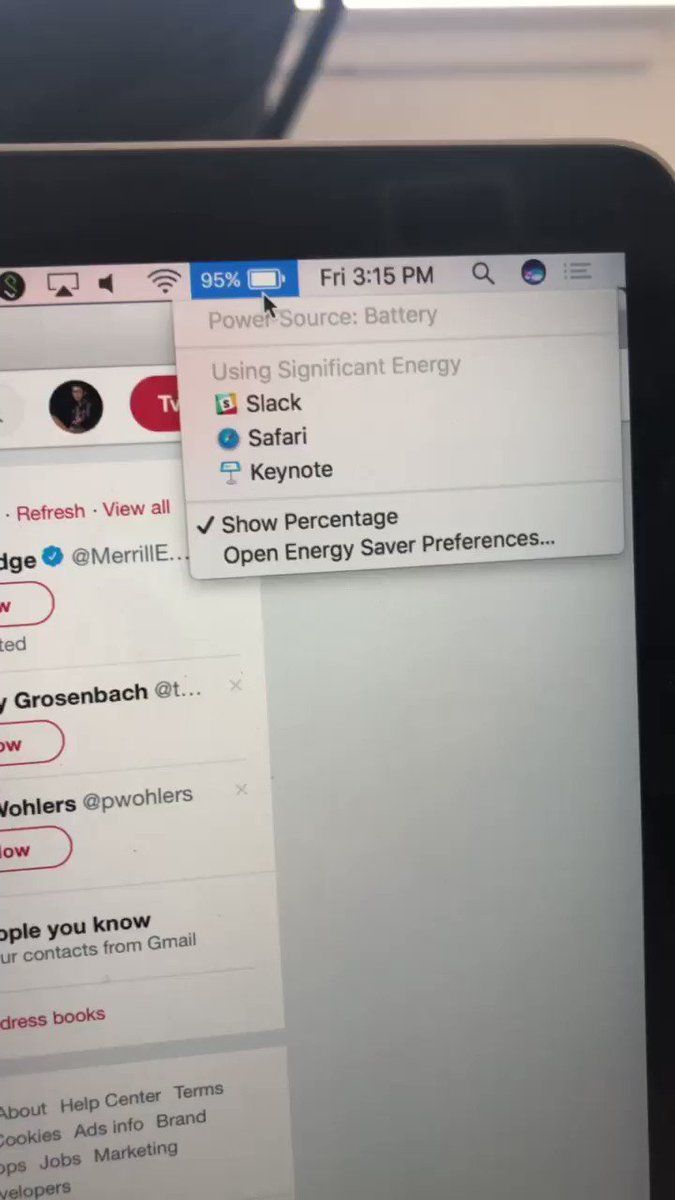 95%
Fri 3:15 PM
Power Source: Battery
Using Significant Energy
Slack
Safari
Keynote
✓ Show Percentage
Open Energy Saver Preferences...
Tw
· Refresh · View all
dge @MerrillE...
w
ted
y Grosenbach @t...
ow
Wohlers @pwohlers
low
ople you know
ur contacts from Gmail
dress books
About Help Center Terms
Cookies Ads info Brand
pps Jobs Marketing
velopers